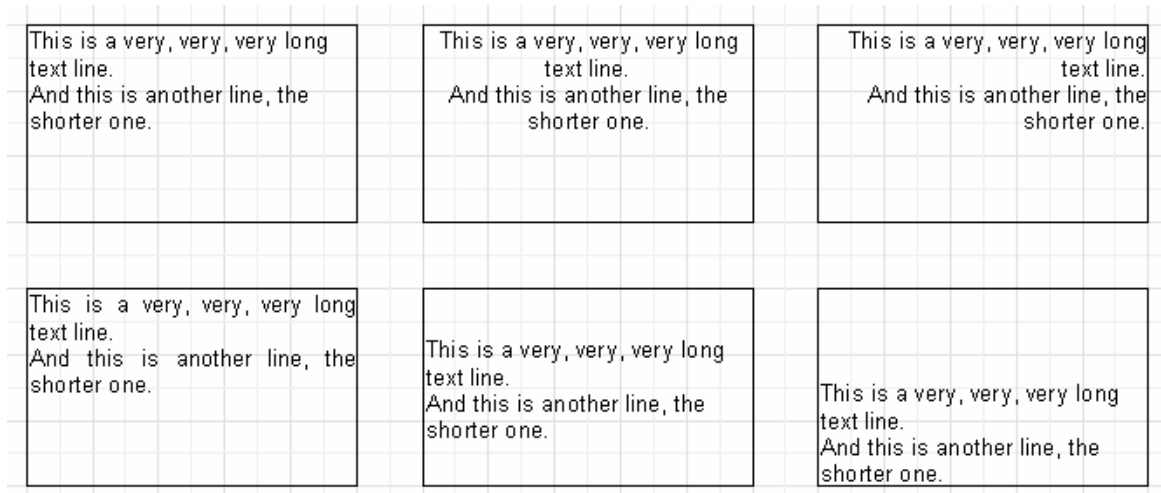 This is a very, very, very long
text line.
And this is another line, the
shorter one.
This is a very, very, very long
text line.
And this is another line, the
shorter one.
This is a very, very, very long
text line.
And this is another line, the
shorter one.
This is a very, very, very long
text line.
And this is another line, the
shorter one.
This is a very, very, very long
text line.
And this is another line, the
shorter one.
This is a very, very, very long
text line.
And this is another line, the
shorter one.